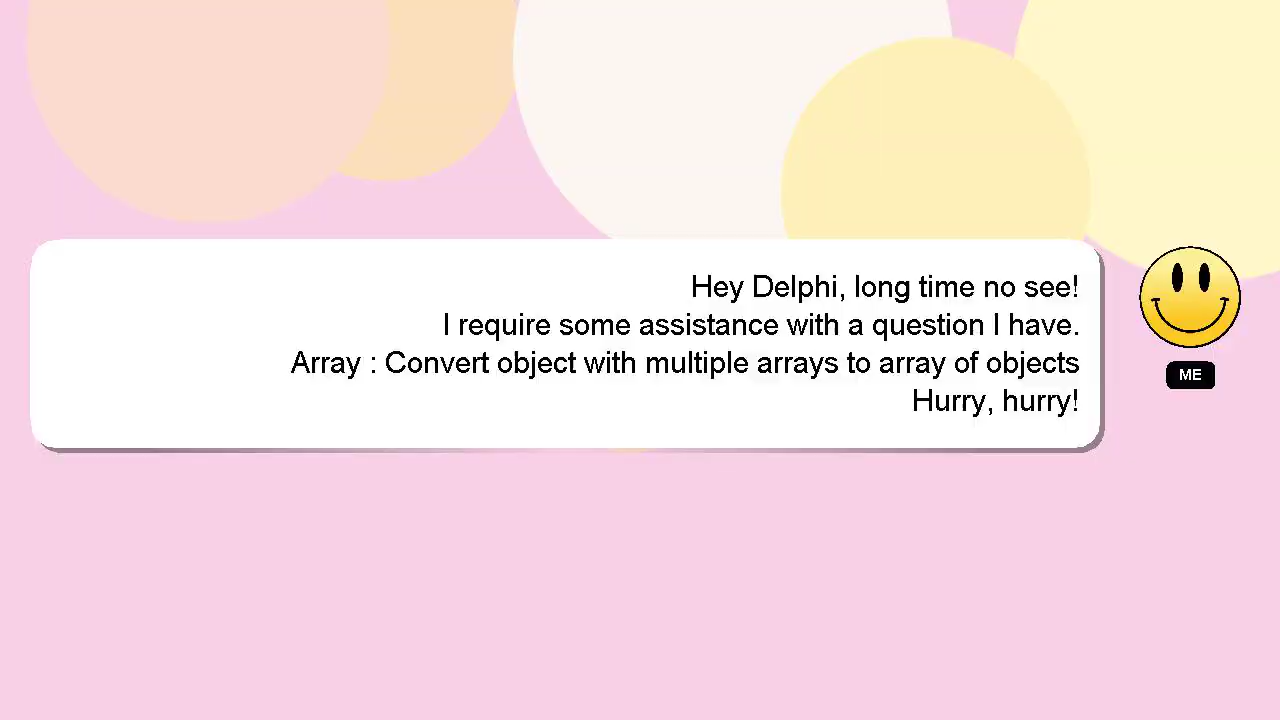 Hey Delphi, long time no see!
I require some assistance with a question I have.
Array : Convert object with multiple arrays to array of objects
Hurry, hurry!
ME